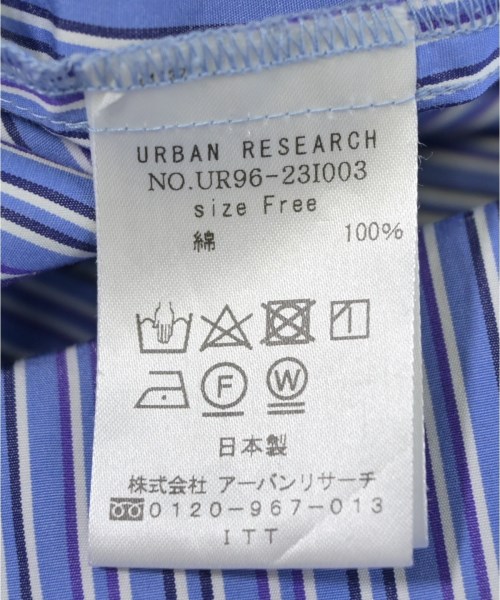 URBAN RESEARCH
NO.UR96-23I003
size Free
綿 100%
F W
日本製
株式会社 アーバンリサーチ
0120-967-013
ITT